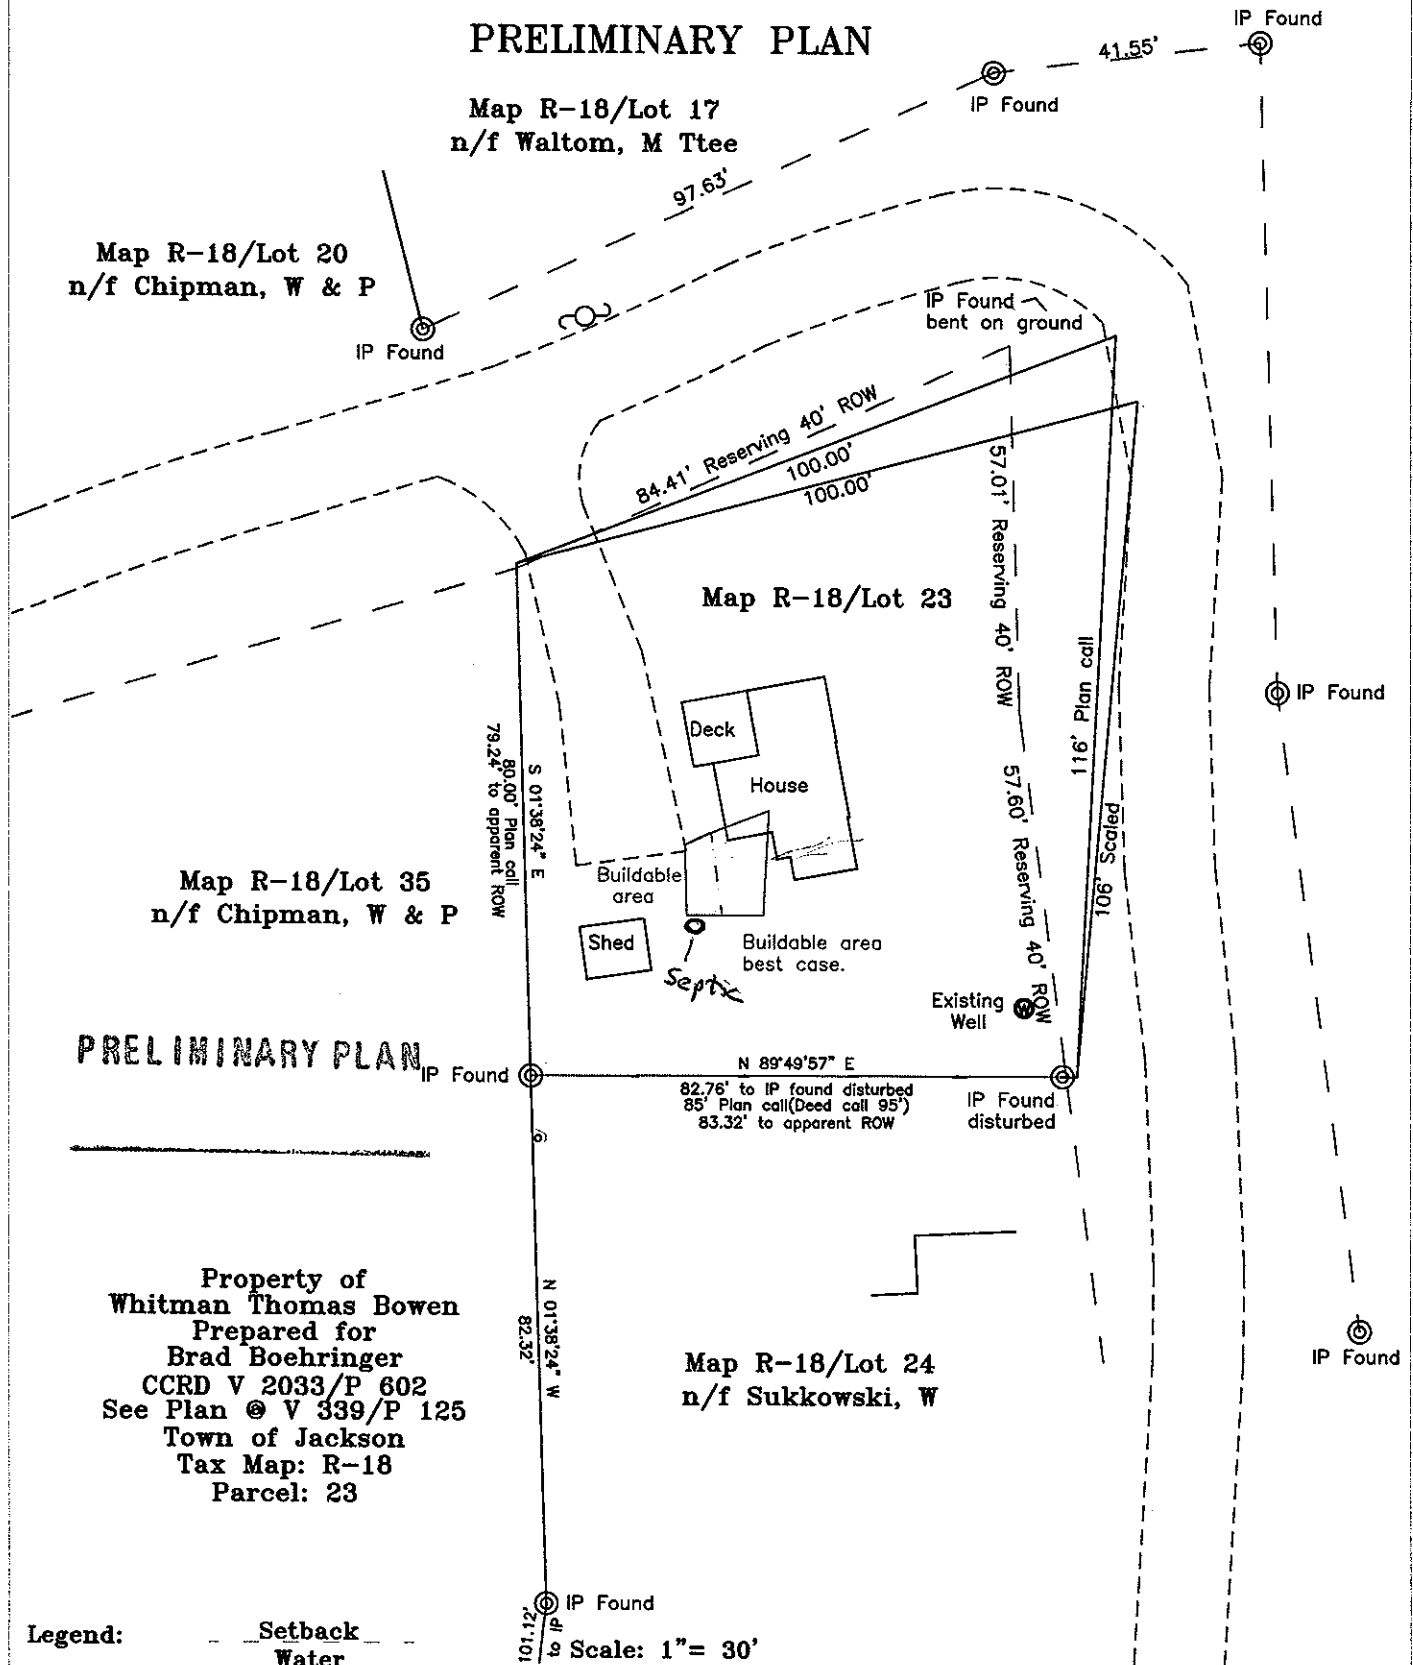 PRELIMINARY PLAN
IP Found
41.55'
IP Found
Map R-18/Lot 17
n/f Waltom, M Ttee
97.63'
Map R-18/Lot 20
n/f Chipman, W & P
IP Found
IP Found
bent on ground
84.41' Reserving 40' ROW
100.00'
100.00'
57.01' Reserving 40' ROW
Map R-18/Lot 23
116' Plan call
IP Found
Deck
House
S 01°38'24" E
80.00' Plan call
79.24' to apparent ROW
57.60' Reserving 40' ROW
106' Scaled
Map R-18/Lot 35
n/f Chipman, W & P
Buildable
area
Shed
Buildable area
best case.
Septic
Existing
Well
W
PRELIMINARY PLAN
IP Found
N 89°49'57" E
82.76' to IP found disturbed
85' Plan call(Deed call 95')
83.32' to apparent ROW
IP Found
disturbed
Property of
Whitman Thomas Bowen
Prepared for
Brad Boehringer
CCRD V 2033/P 602
See Plan @ V 339/P 125
Town of Jackson
Tax Map: R-18
Parcel: 23
N 01°38'24" W
82.32'
Map R-18/Lot 24
n/f Sukkowski, W
IP Found
IP Found
101.12'
to IP
Scale: 1"= 30'
Legend:
Setback
Water